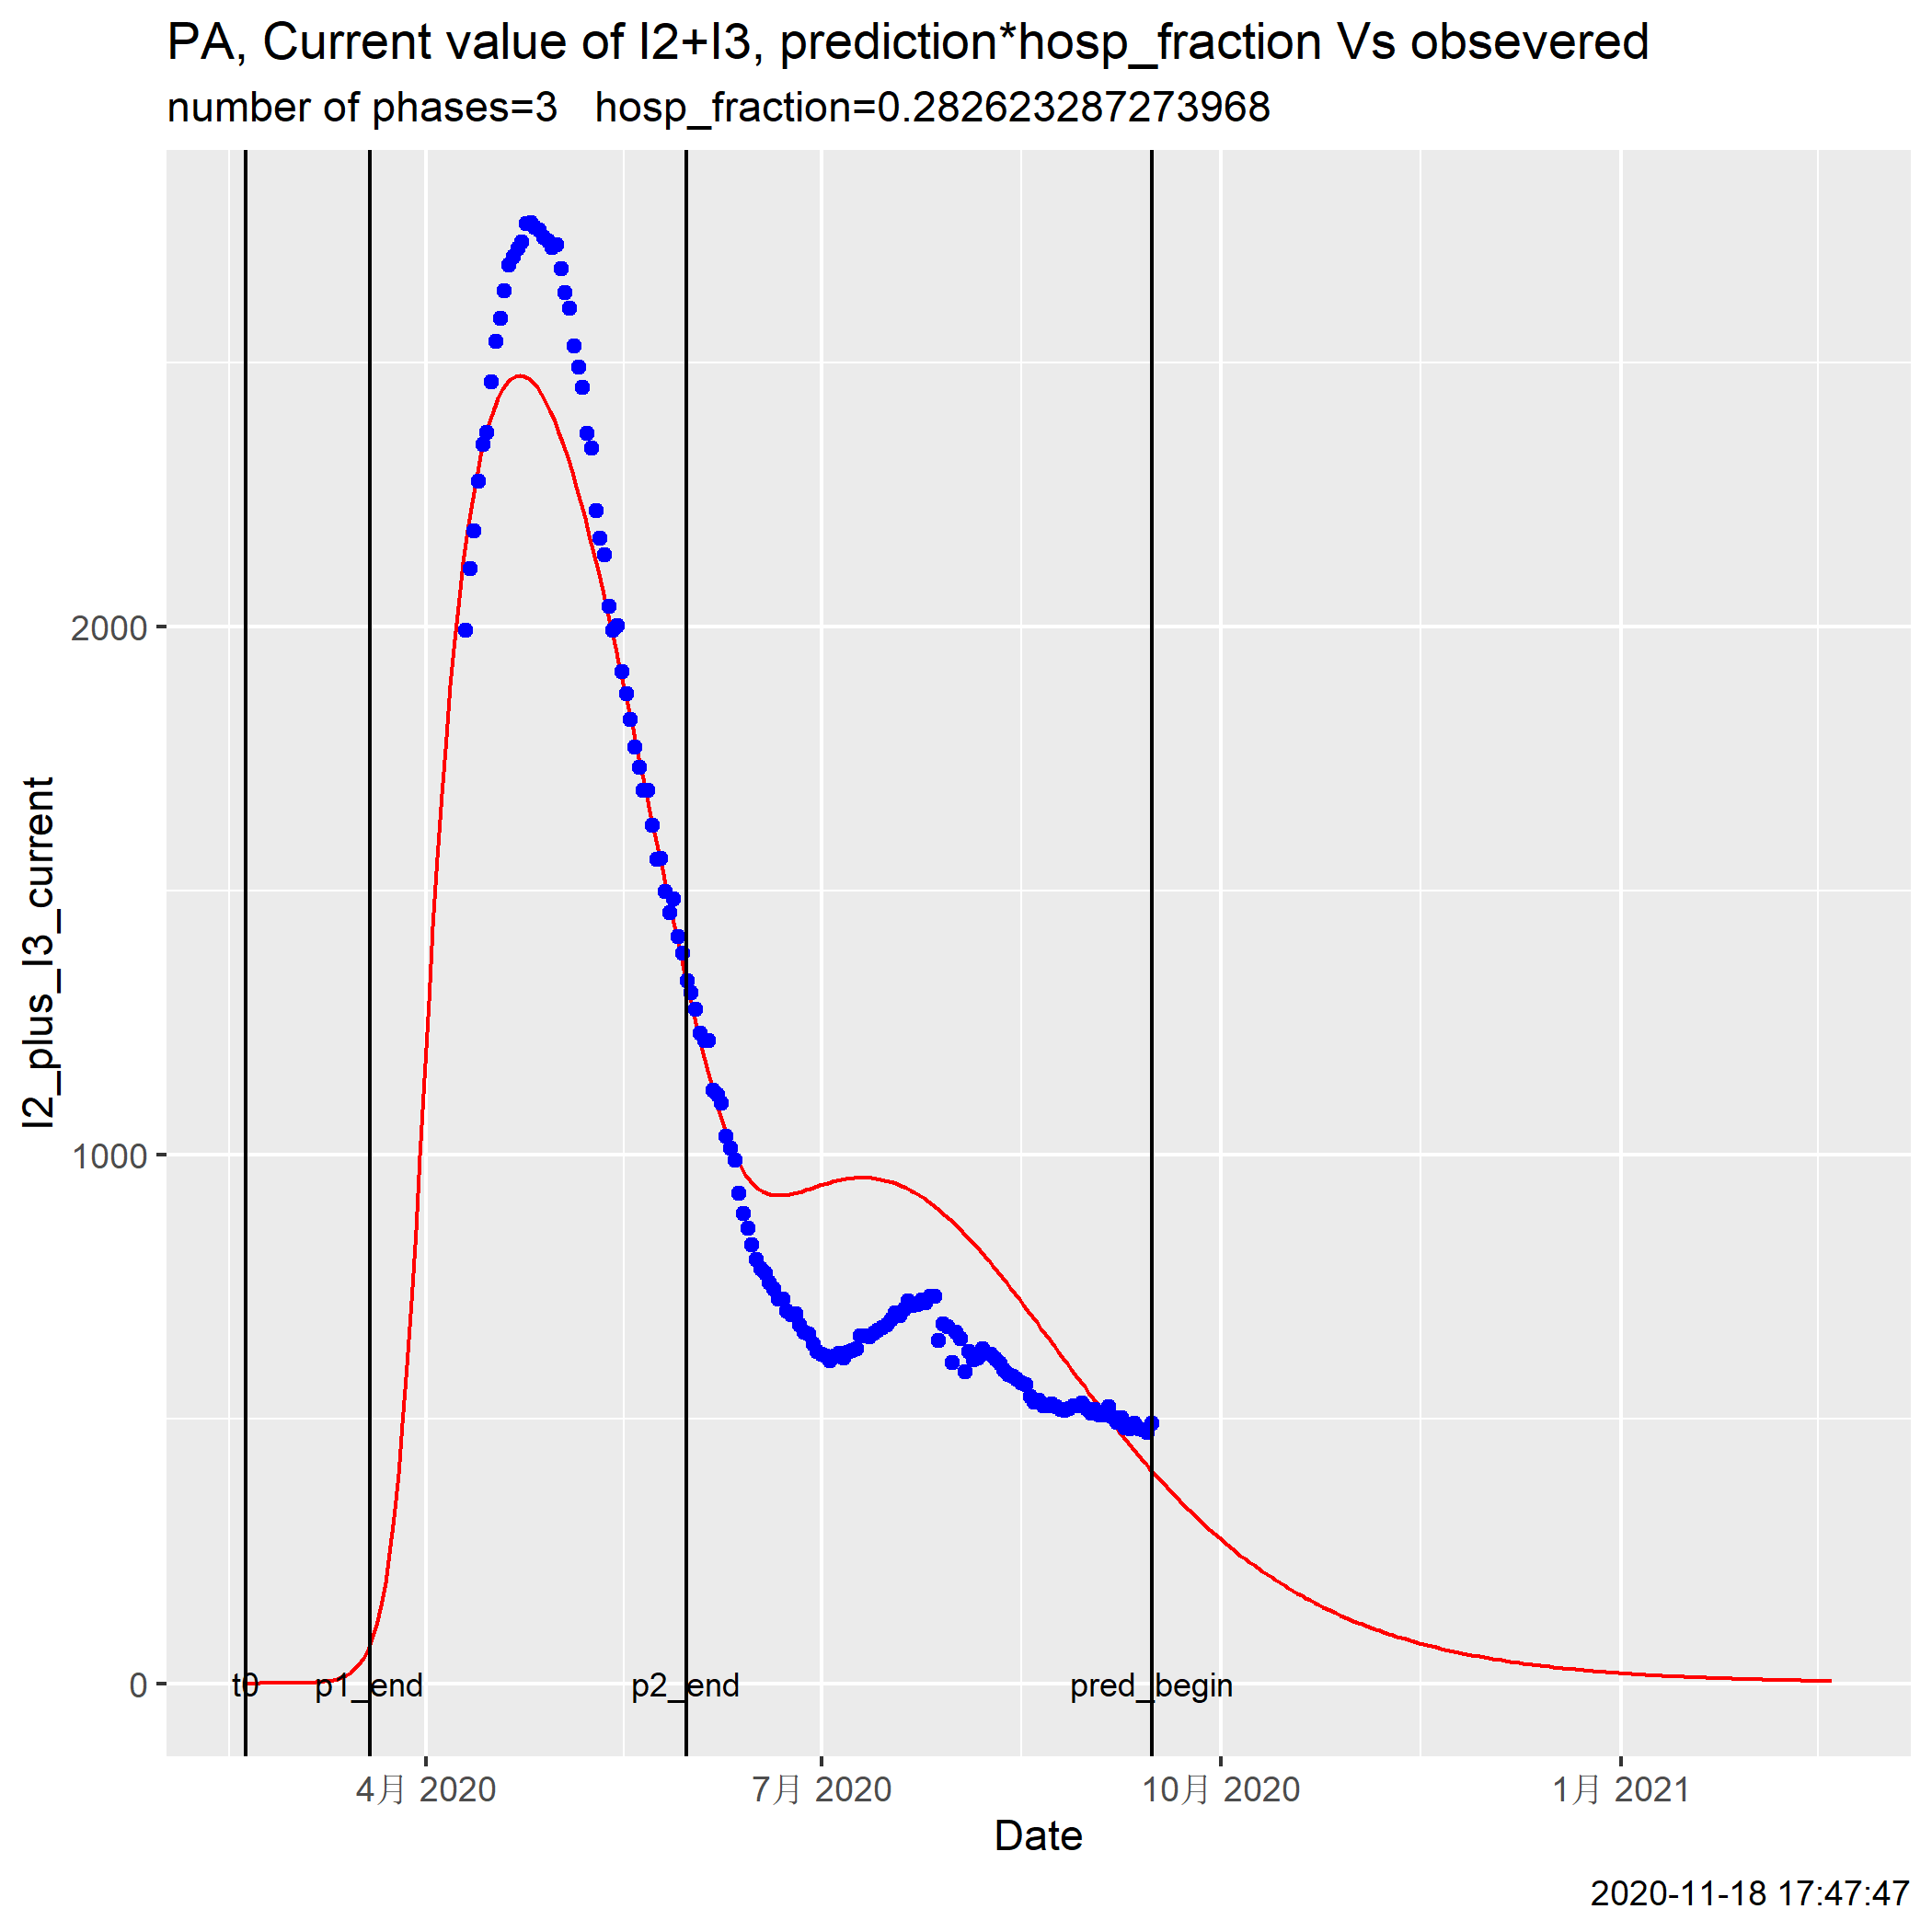 PA, Current value of I2+I3, prediction*hosp_fraction Vs obsevered
number of phases=3   hosp_fraction=0.282623287273968
I2_plus_I3_current
2000
1000
0
t0
p1_end
p2_end
pred_begin
4月 2020
7月 2020
10月 2020
1月 2021
Date
2020-11-18 17:47:47